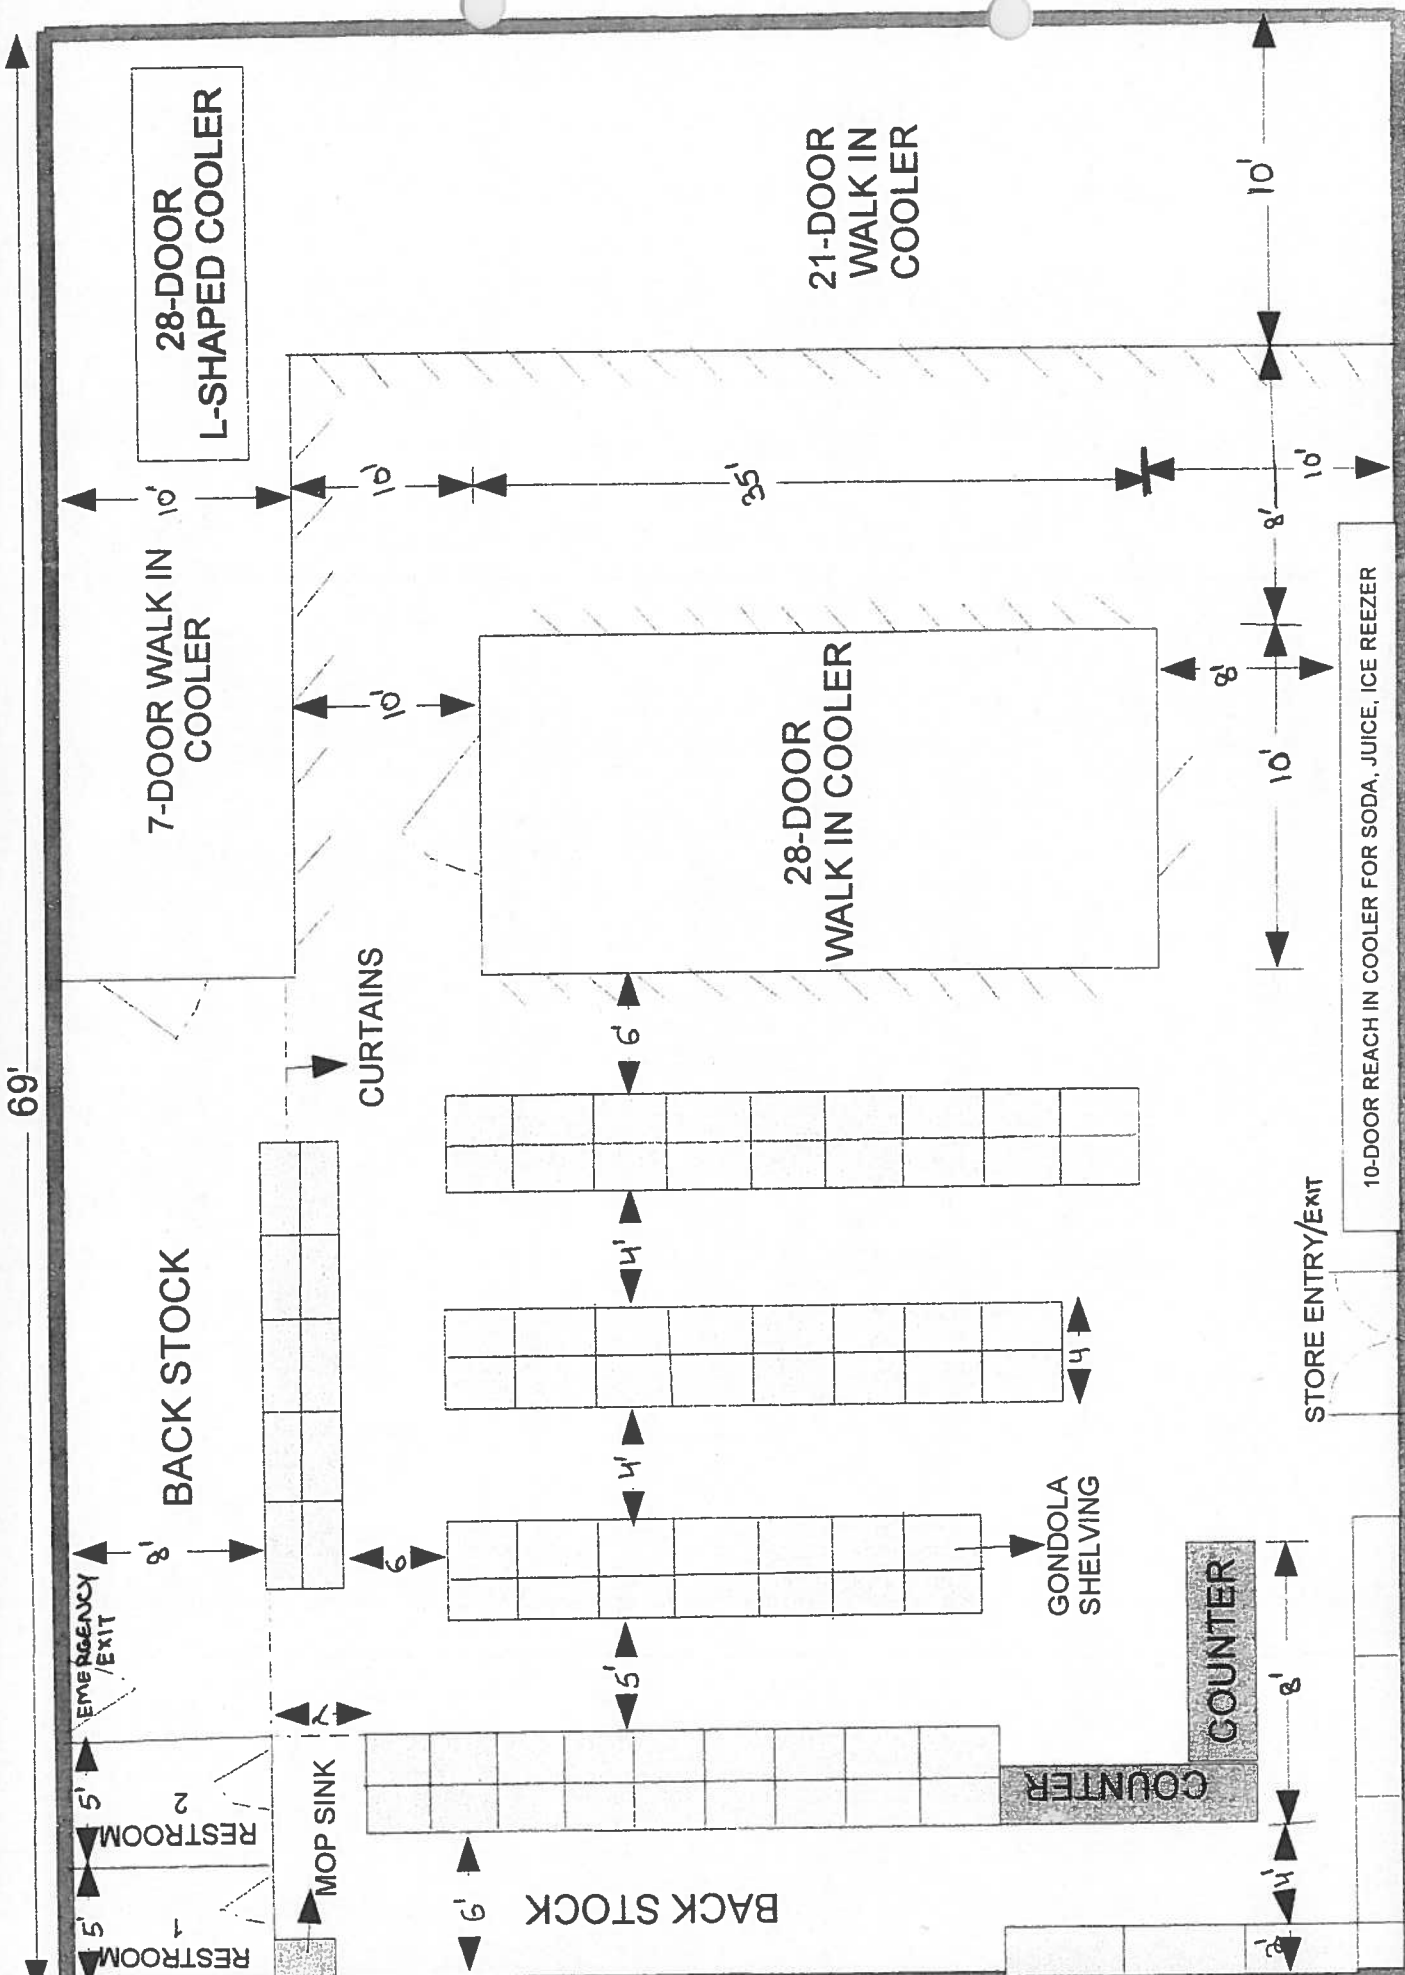 69'
28-DOOR
L-SHAPED COOLER
21-DOOR
WALK IN
COOLER
10'
10'
7-DOOR WALK IN
COOLER
10'
35'
10'
8'
10'
28-DOOR
WALK IN COOLER
8'
10'
10-DOOR REACH IN COOLER FOR SODA, JUICE, ICE REEZER
CURTAINS
6'
BACK STOCK
4'
4
STORE ENTRY/EXIT
4'
8'
6
GONDOLA
SHELVING
EMERGENCY
/EXIT
5'
7
COUNTER
8'
COUNTER
5'
RESTROOM
2
MOP SINK
5'
RESTROOM
1
6'
BACK STOCK
4'
2'